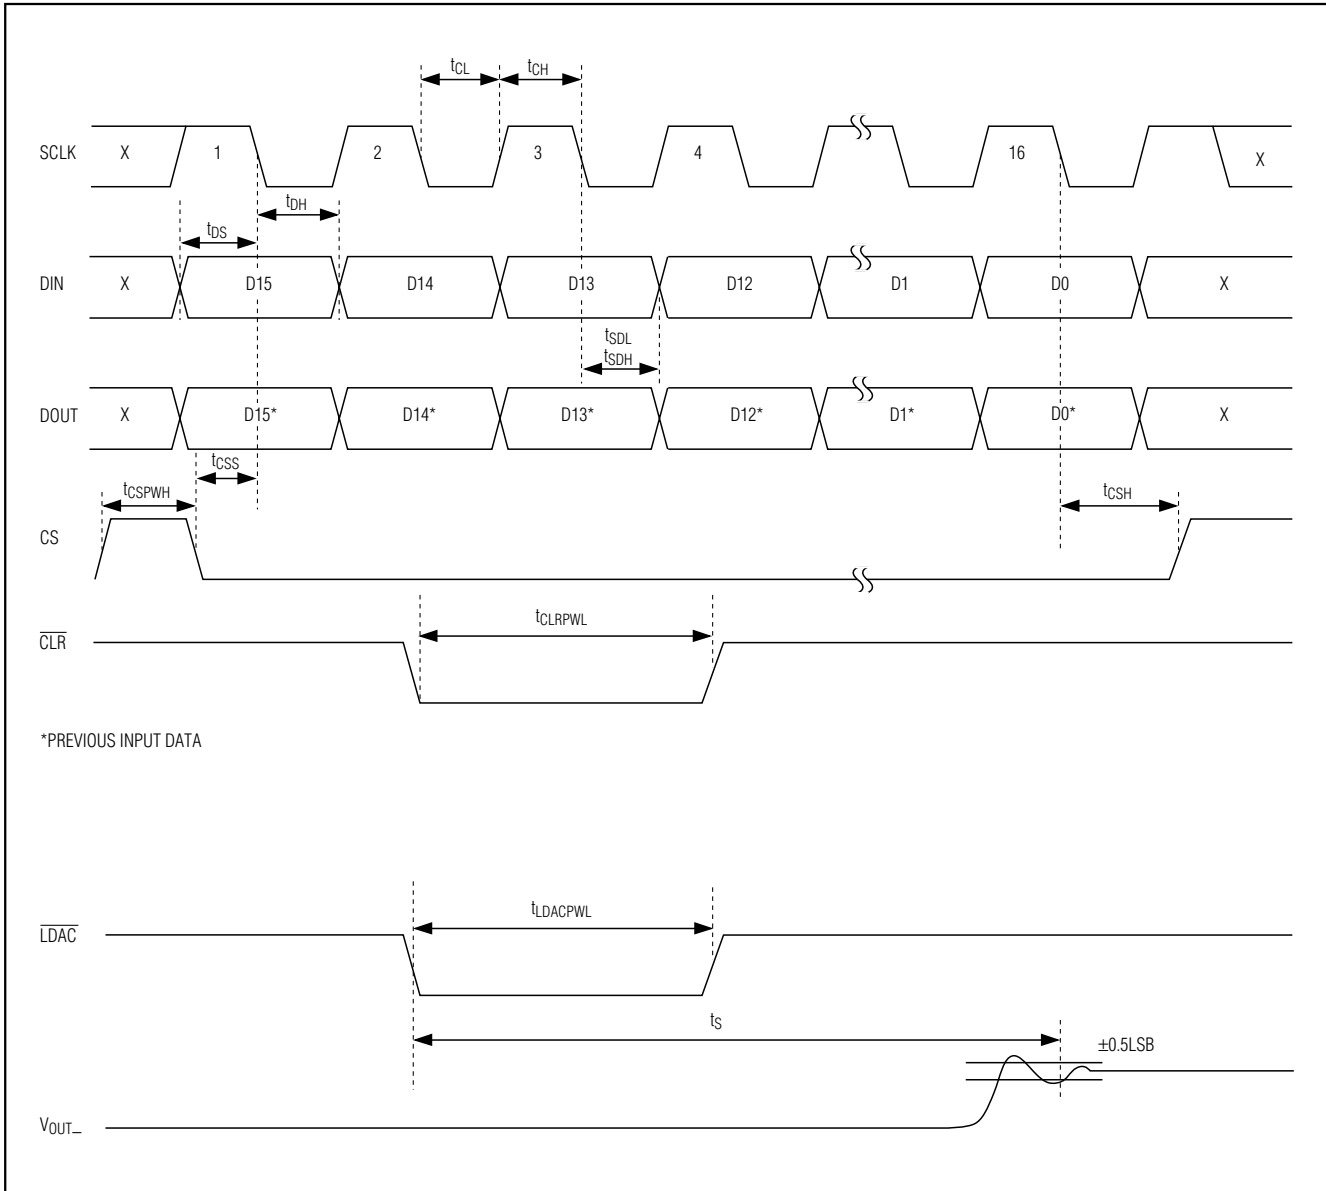 tCL tCH
SCLK X 1 2 3 4 16 X
tDH
tDS
DIN X D15 D14 D13 D12 D1 D0 X
tSDL
tSDH
DOUT X D15* D14* D13* D12* D1* D0* X
tCSS
tCSPWH tCSH
CS
tCLRPWL
CLR
*PREVIOUS INPUT DATA
tLDACPWL
LDAC
tS
±0.5LSB
VOUT_